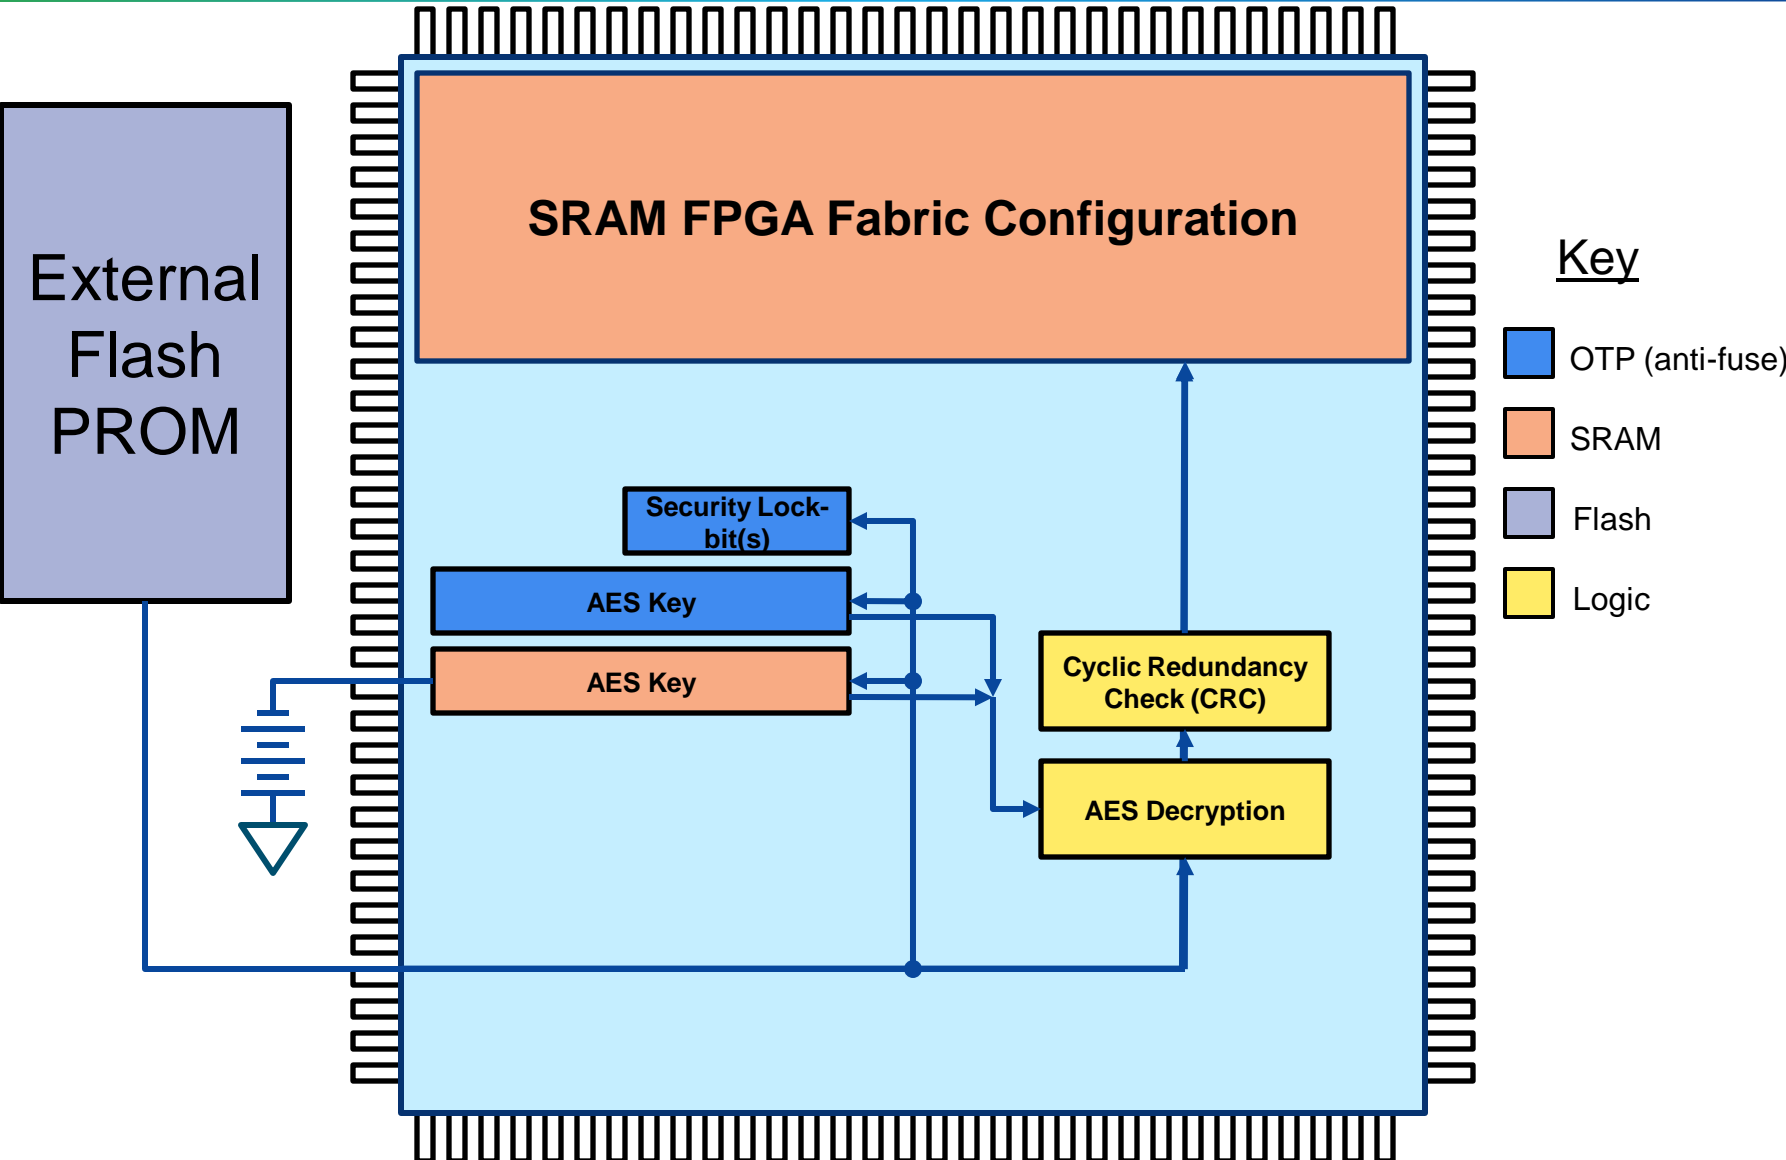 External
Flash
PROM
SRAM FPGA Fabric Configuration
Security Lock-
bit(s)
AES Key
AES Key
Cyclic Redundancy
Check (CRC)
AES Decryption
Key
OTP (anti-fuse)
SRAM
Flash
Logic